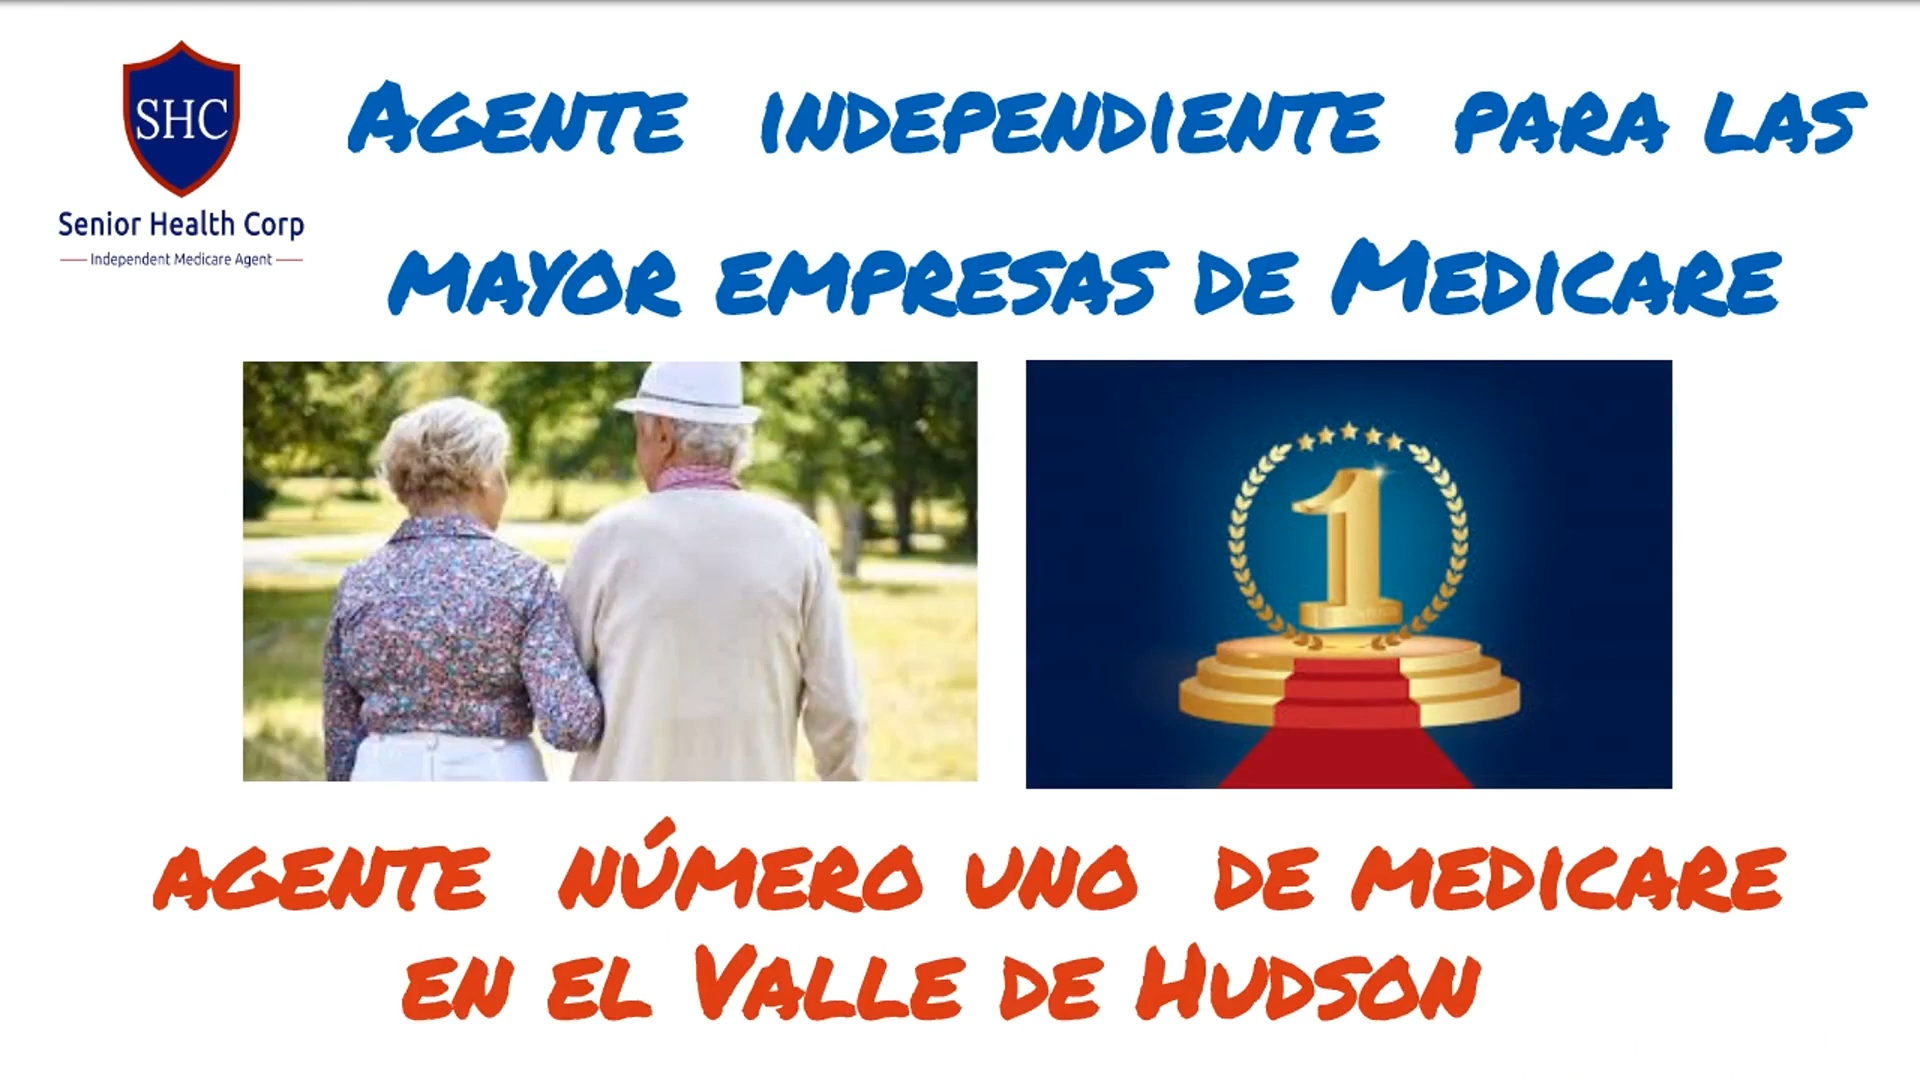 SHC
Senior Health Corp
Independent Medicare Agent
Agente independiente para las
mayor empresas de Medicare
1
agente número uno de medicare
en el Valle de Hudson